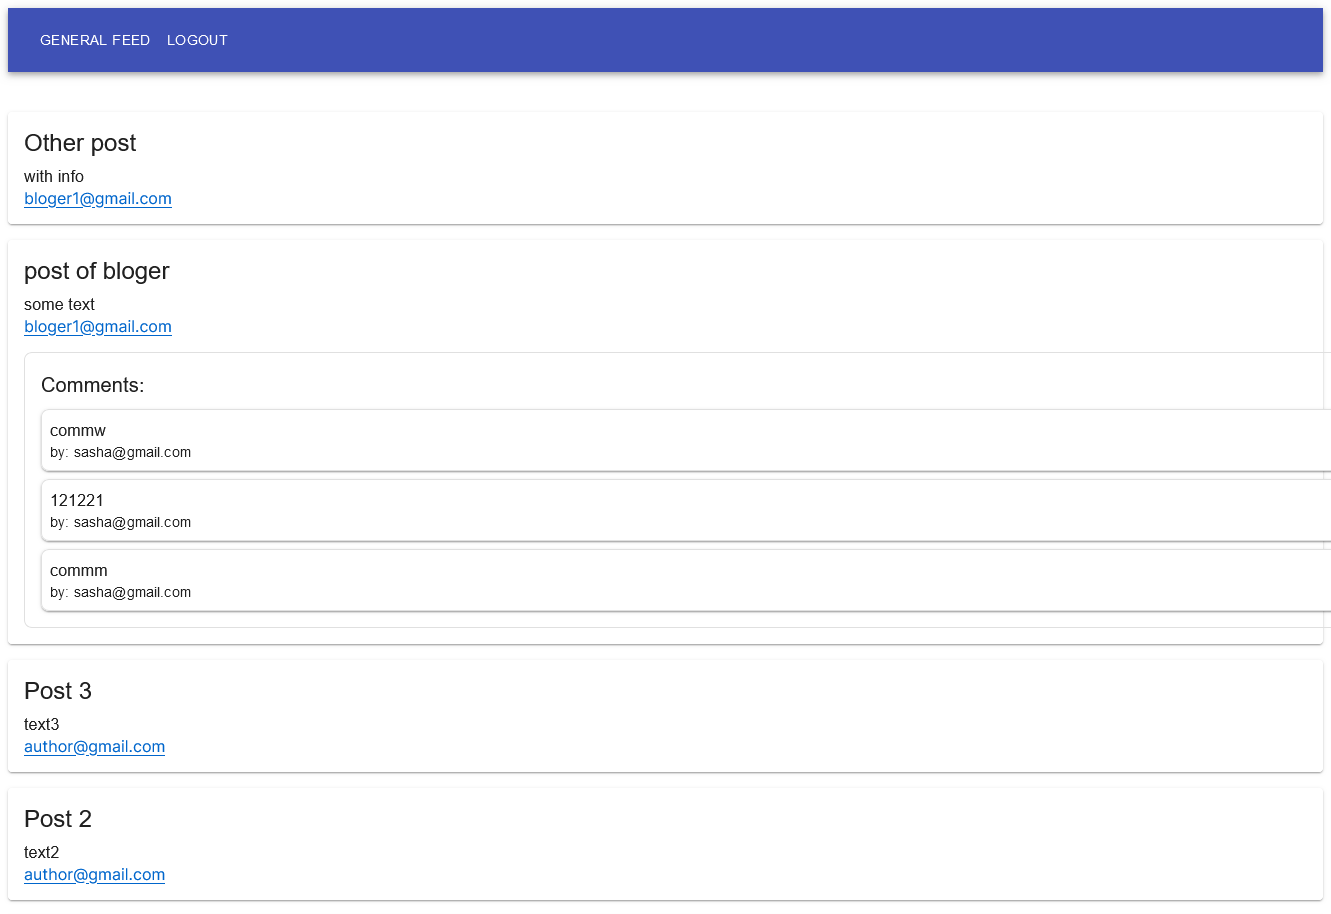 GENERAL FEED LOGOUT
Other post
with info
bloger1@gmail.com
post of bloger
some text
bloger1@gmail.com
Comments:
commw
by: sasha@gmail.com
121221
by: sasha@gmail.com
commm
by: sasha@gmail.com
Post 3
text3
author@gmail.com
Post 2
text2
author@gmail.com